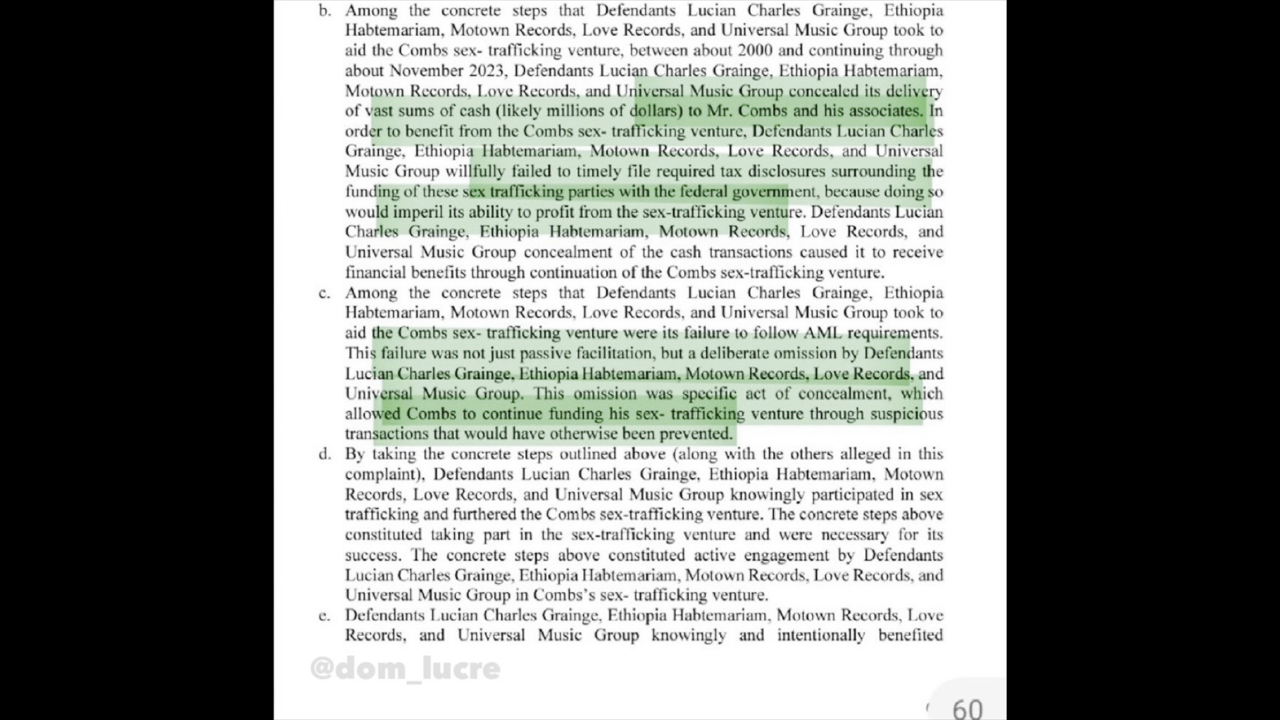 b. Among the concrete steps that Defendants Lucian Charles Grainge, Ethiopia
Habtemariam, Motown Records, Love Records, and Universal Music Group took to
aid the Combs sex- trafficking venture, between about 2000 and continuing through
about November 2023, Defendants Lucian Charles Grainge, Ethiopia Habtemariam,
Motown Records, Love Records, and Universal Music Group concealed its delivery
of vast sums of cash (likely millions of dollars) to Mr. Combs and his associates. In
order to benefit from the Combs sex- trafficking venture, Defendants Lucian Charles
Grainge, Ethiopia Habtemariam, Motown Records, Love Records, and Universal
Music Group willfully failed to timely file required tax disclosures surrounding the
funding of these sex trafficking parties with the federal government, because doing so
would imperil its ability to profit from the sex-trafficking venture. Defendants Lucian
Charles Grainge, Ethiopia Habtemariam, Motown Records, Love Records, and
Universal Music Group concealment of the cash transactions caused it to receive
financial benefits through continuation of the Combs sex-trafficking venture.
c. Among the concrete steps that Defendants Lucian Charles Grainge, Ethiopia
Habtemariam, Motown Records, Love Records, and Universal Music Group took to
aid the Combs sex- trafficking venture were its failure to follow AML requirements.
This failure was not just passive facilitation, but a deliberate omission by Defendants
Lucian Charles Grainge, Ethiopia Habtemariam, Motown Records, Love Records, and
Universal Music Group. This omission was specific act of concealment, which
allowed Combs to continue funding his sex- trafficking venture through suspicious
transactions that would have otherwise been prevented.
d. By taking the concrete steps outlined above (along with the others alleged in this
complaint), Defendants Lucian Charles Grainge, Ethiopia Habtemariam, Motown
Records, Love Records, and Universal Music Group knowingly participated in sex
trafficking and furthered the Combs sex-trafficking venture. The concrete steps above
constituted taking part in the sex-trafficking venture and were necessary for its
success. The concrete steps above constituted active engagement by Defendants
Lucian Charles Grainge, Ethiopia Habtemariam, Motown Records, Love Records, and
Universal Music Group in Combs's sex- trafficking venture.
e. Defendants Lucian Charles Grainge, Ethiopia Habtemariam, Motown Records, Love
Records, and Universal Music Group knowingly and intentionally benefited
@dom_lucre
60